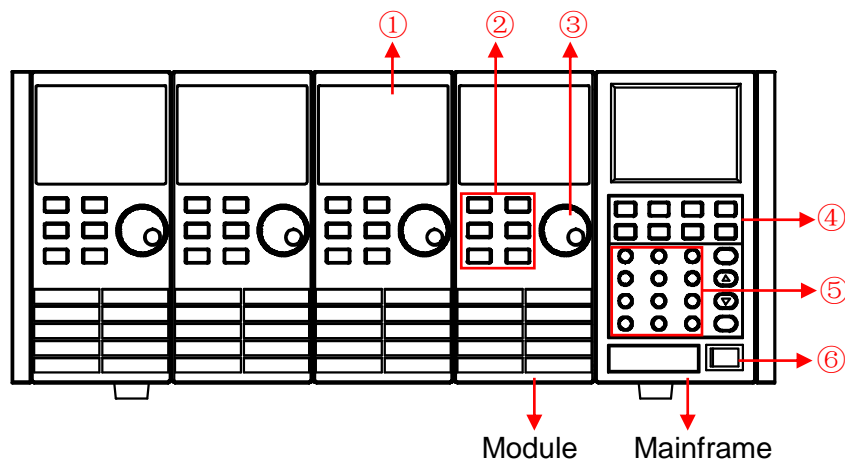 ① ② ③
④
⑤
⑥
Module Mainframe